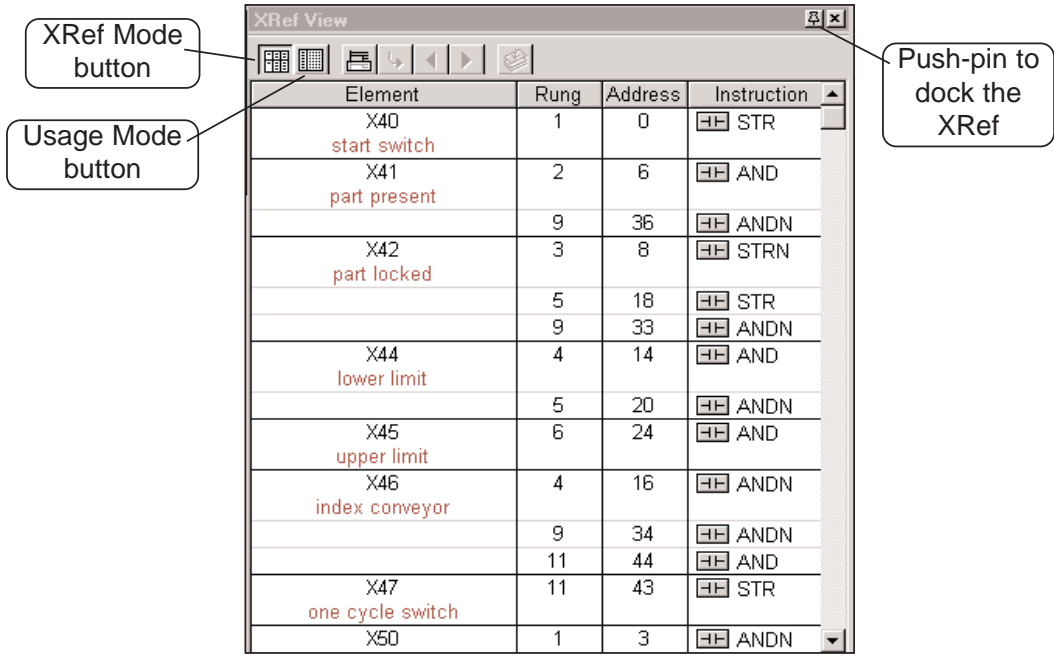 XRef View
XRef Mode
button
Usage Mode
button
Push-pin to
dock the
XRef
Element Rung Address Instruction
X40 1 0 STR
start switch
X41 2 6 AND
part present
9 36 ANDN
X42 3 8 STRN
part locked
5 18 STR
9 33 ANDN
X44 4 14 AND
lower limit
5 20 ANDN
X45 6 24 AND
upper limit
X46 4 16 ANDN
index conveyor
9 34 ANDN
11 44 AND
X47 11 43 STR
one cycle switch
X50 1 3 ANDN